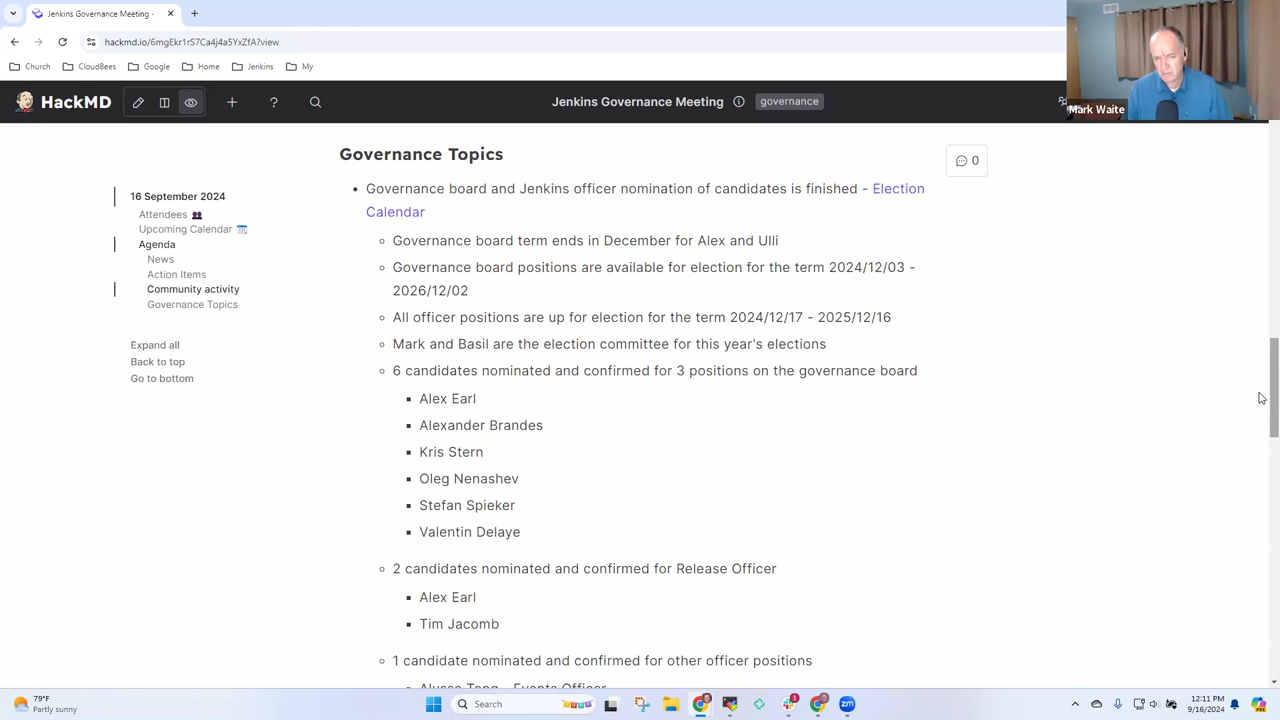 Jenkins Governance Meeting -
hackmd.io/6mgEkr1rS7Ca4j4a5YxZfA?view
Church
CloudBees
Google
Home
Jenkins
My
HackMD
Jenkins Governance Meeting
governance
Mark Waite
Governance Topics
0
16 September 2024
Attendees
Upcoming Calendar
Agenda
News
Action Items
Community activity
Governance Topics
Expand all
Back to top
Go to bottom
Governance board and Jenkins officer nomination of candidates is finished - Election
Calendar
Governance board term ends in December for Alex and Ulli
Governance board positions are available for election for the term 2024/12/03 -
2026/12/02
All officer positions are up for election for the term 2024/12/17 - 2025/12/16
Mark and Basil are the election committee for this year's elections
6 candidates nominated and confirmed for 3 positions on the governance board
Alex Earl
Alexander Brandes
Kris Stern
Oleg Nenashev
Stefan Spieker
Valentin Delaye
2 candidates nominated and confirmed for Release Officer
Alex Earl
Tim Jacomb
1 candidate nominated and confirmed for other officer positions
Alyssa Tong - Events Officer
79°F
Partly sunny
Search
12:11 PM
9/16/2024